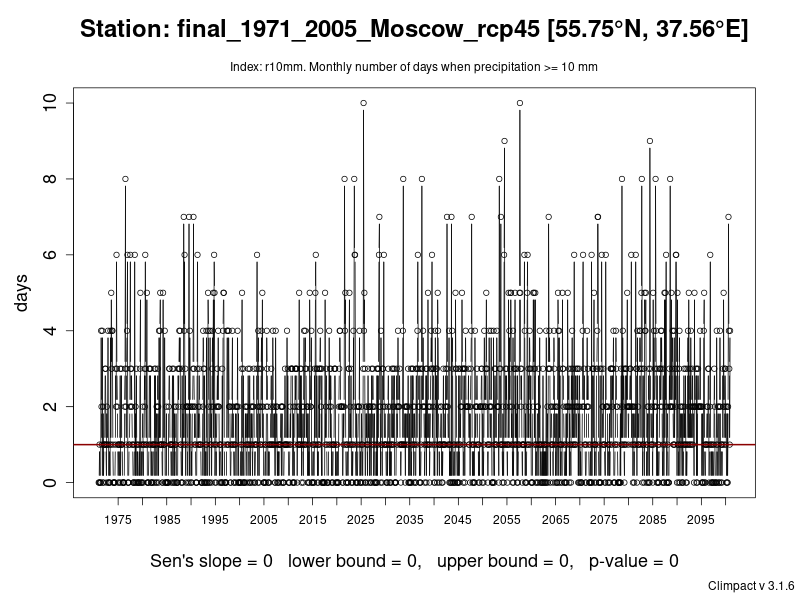 Station: final_1971_2005_Moscow_rcp45 [55.75°N, 37.56°E]
Index: r10mm. Monthly number of days when precipitation >= 10 mm
days
10
8
6
4
2
0
1975 1985 1995 2005 2015 2025 2035 2045 2055 2065 2075 2085 2095
Sen's slope = 0 lower bound = 0, upper bound = 0, p-value = 0
Climpact v 3.1.6